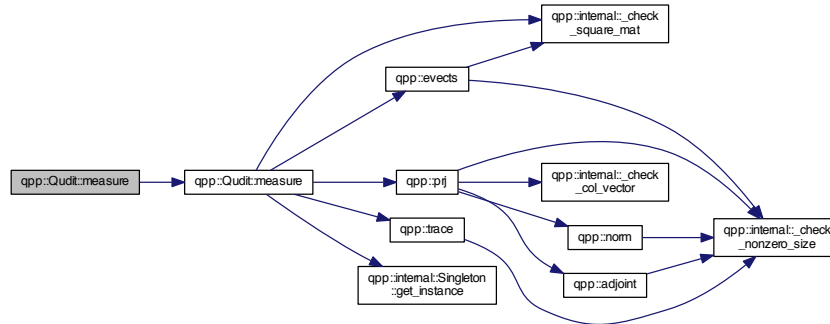 qpp::internal::_check
_square_mat
qpp::evects
qpp::Qudit::measure
qpp::Qudit::measure
qpp::prj
qpp::internal::_check
_col_vector
qpp::trace
qpp::norm
qpp::internal::_check
_nonzero_size
qpp::internal::Singleton
::get_instance
qpp::adjoint